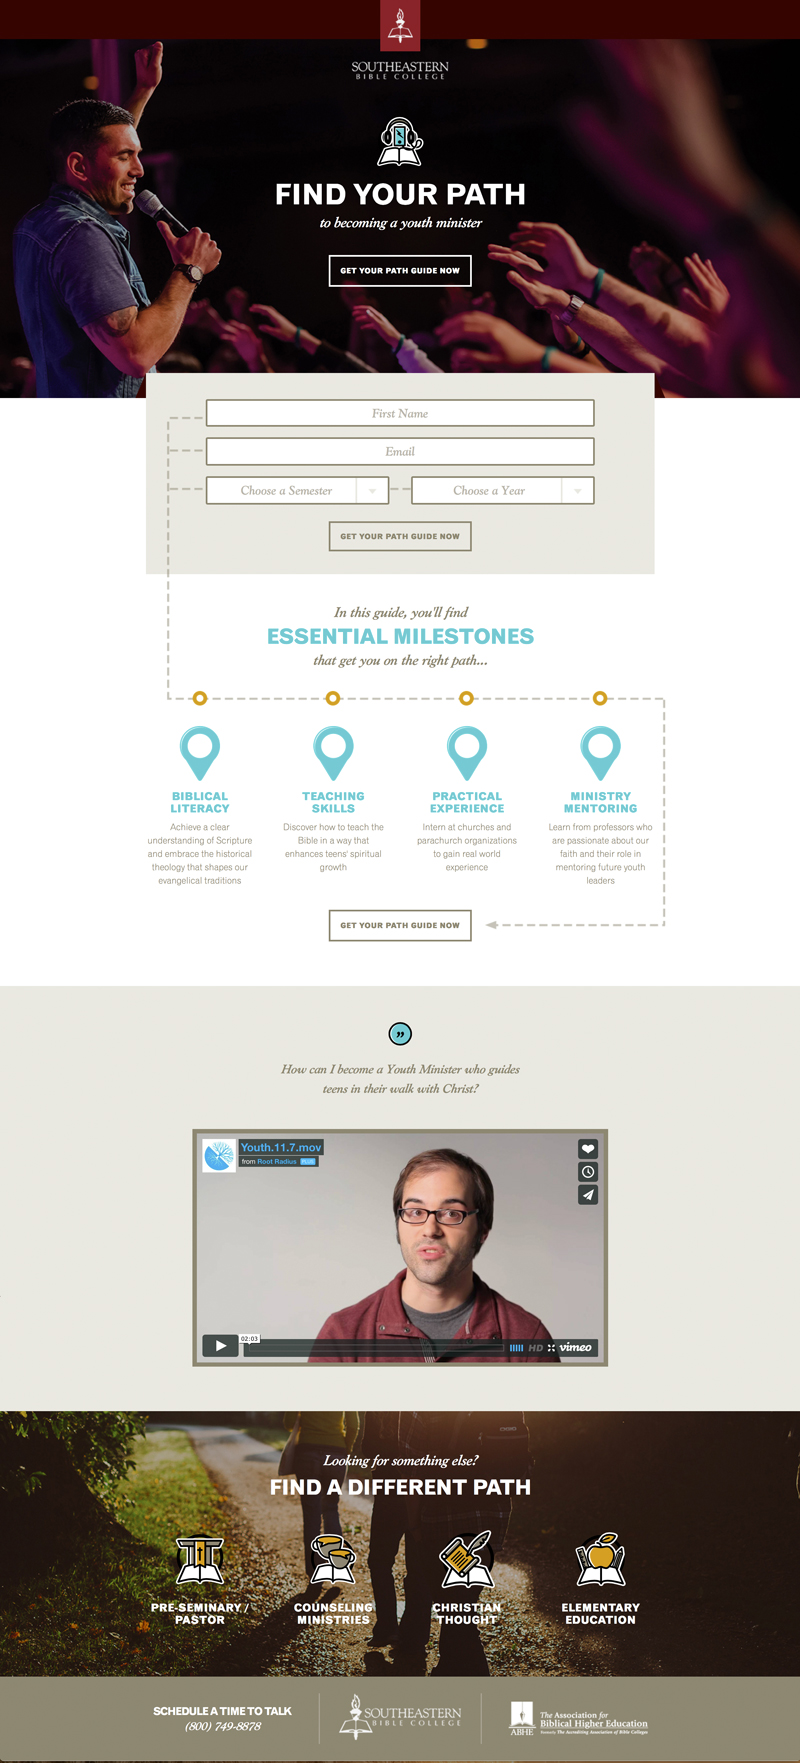 SOUTHEASTERN
BIBLE COLLEGE
FIND YOUR PATH
to becoming a youth minister
GET YOUR PATH GUIDE NOW
First Name
Email
Choose a Semester
Choose a Year
GET YOUR PATH GUIDE NOW
In this guide, you'll find
ESSENTIAL MILESTONES
that get you on the right path...
BIBLICAL
LITERACY
Achieve a clear
understanding of Scripture
and embrace the historical
theology that shapes our
evangelical traditions
TEACHING
SKILLS
Discover how to teach the
Bible in a way that
enhances teens' spiritual
growth
PRACTICAL
EXPERIENCE
Intern at churches and
parachurch organizations
to gain real world
experience
MINISTRY
MENTORING
Learn from professors who
are passionate about our
faith and their role in
mentoring future youth
leaders
GET YOUR PATH GUIDE NOW
"
How can I become a Youth Minister who guides
teens in their walk with Christ?
Youth.11.7.mov
from Root Radius PLUS
02:03
HD
vimeo
Looking for something else?
FIND A DIFFERENT PATH
PRE-SEMINARY /
PASTOR
COUNSELING
MINISTRIES
CHRISTIAN
THOUGHT
ELEMENTARY
EDUCATION
SCHEDULE A TIME TO TALK
(800) 749-8878
SOUTHEASTERN
BIBLE COLLEGE
ABHE
The Association for
Biblical Higher Education
Formerly The Accrediting Association of Bible Colleges